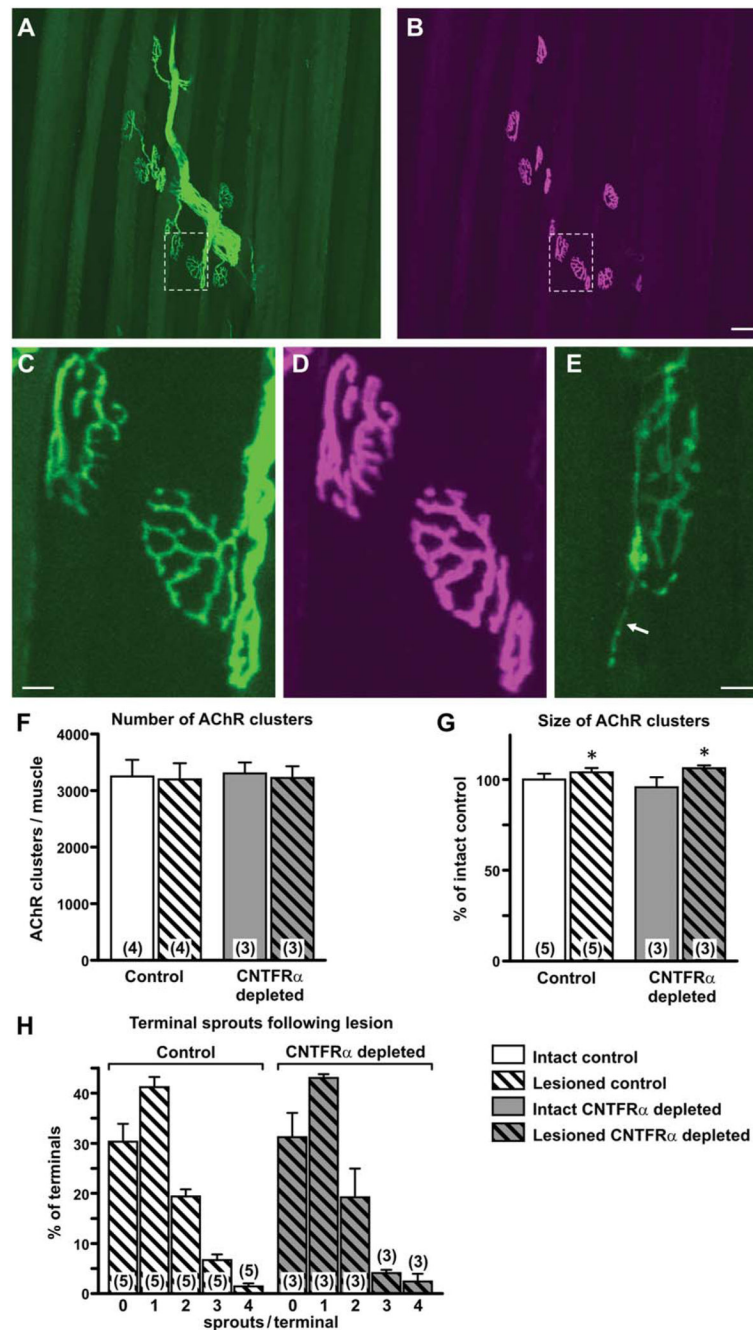 A
B
C
D
E
F
Number of AChR clusters
AChR clusters / muscle
4000
3000
2000
1000
0
(4)
(4)
(3)
(3)
Control
CNTFRα
depleted
G
Size of AChR clusters
% of intact control
100
50
0
*
*
(5)
(5)
(3)
(3)
Control
CNTFRα
depleted
H
Terminal sprouts following lesion
Control
CNTFRα depleted
% of terminals
40
30
20
10
0
(5)
(5)
(5)
(5)
(5)
(3)
(3)
(3)
(3)
(3)
0 1 2 3 4 0 1 2 3 4
sprouts/terminal
Intact control
Lesioned control
Intact CNTFRα depleted
Lesioned CNTFRα depleted